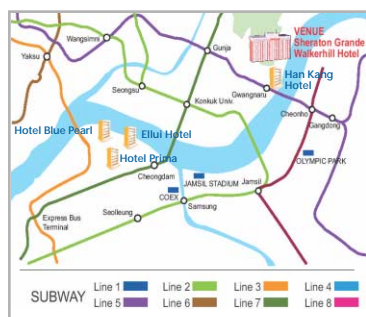 VENUE
Sheraton Grande
Walkerhill Hotel
Wangsimni
Gunja
Yaksu
Han Kang
Hotel
Seongsu
Gwangnaru
Konkuk Univ.
Cheonho
Gangdong
Hotel Blue Pearl
Ellui Hotel
Hotel Prima
OLYMPIC PARK
Cheongdam
JAMSIL STADIUM
Jamsil
COEX
Samsung
Seolleung
Express Bus
Terminal
SUBWAY
Line 1
Line 2
Line 3
Line 4
Line 5
Line 6
Line 7
Line 8